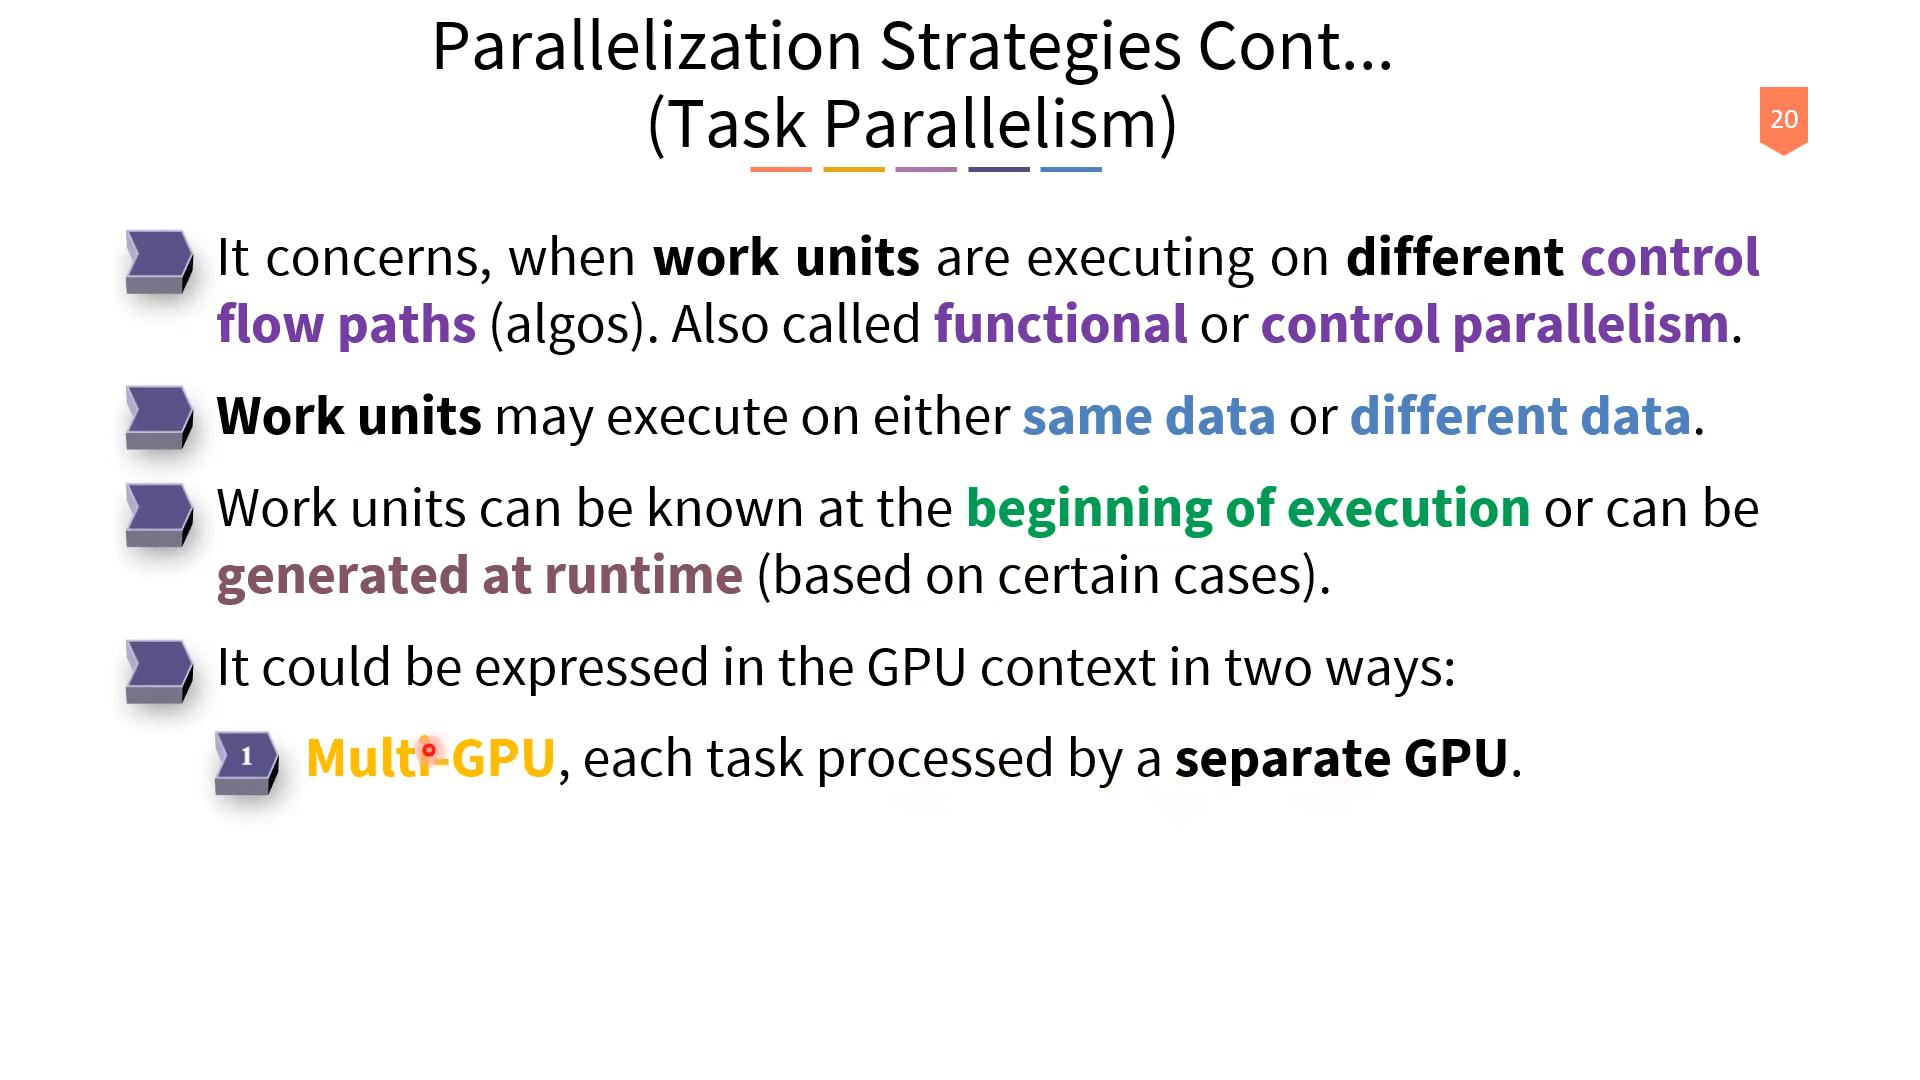 Parallelization Strategies Cont...
(Task Parallelism)
20
It concerns, when work units are executing on different control
flow paths (algos). Also called functional or control parallelism.
Work units may execute on either same data or different data.
Work units can be known at the beginning of execution or can be
generated at runtime (based on certain cases).
It could be expressed in the GPU context in two ways:
1 Multi-GPU, each task processed by a separate GPU.